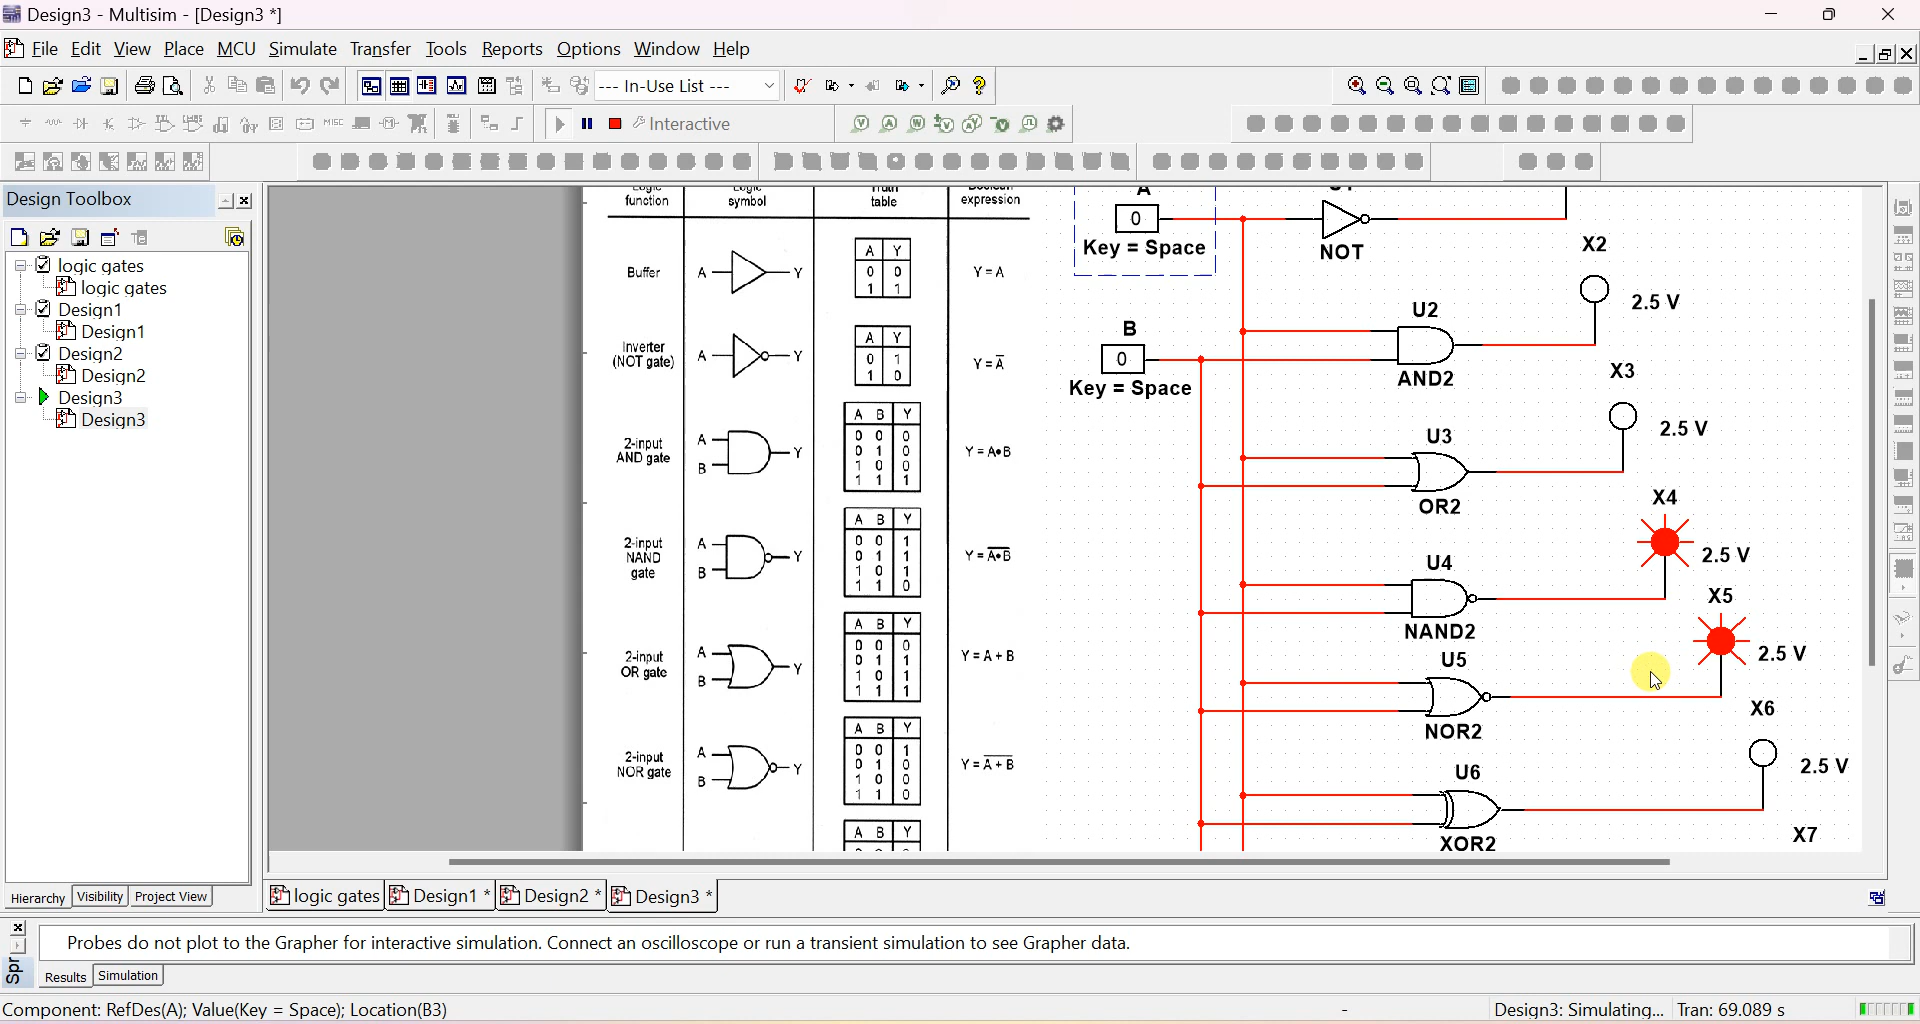 Design3 - Multisim - [Design3 *]
File Edit View Place MCU Simulate Transfer Tools Reports Options Window Help
--- In-Use List ---
MISC
Interactive
Design Toolbox
logic gates
logic gates
Design1
Design1
Design2
Design2
Design3
Design3
Hierarchy Visibility Project View
function symbol table expression
Buffer A Y
A Y
0 0
1 1
Y = A
Inverter
(NOT gate)
A Y
A Y
0 1
1 0
Y = A̅
2-input
AND gate
A
B
Y
A B Y
0 0 0
0 1 0
1 0 0
1 1 1
Y = A•B
2-input
NAND
gate
A
B
Y
A B Y
0 0 1
0 1 1
1 0 1
1 1 0
Y = A̅•̅B̅
2-input
OR gate
A
B
Y
A B Y
0 0 0
0 1 1
1 0 1
1 1 1
Y = A + B
2-input
NOR gate
A
B
Y
A B Y
0 0 1
0 1 0
1 0 0
1 1 0
Y = A̅ ̅+̅ ̅B̅
A B Y
A
0
Key = Space
B
0
Key = Space
NOT
X2
2.5 V
U2
AND2
X3
2.5 V
U3
OR2
X4
2.5 V
U4
NAND2
X5
2.5 V
U5
NOR2
X6
2.5 V
U6
XOR2
X7
logic gates Design1 * Design2 * Design3 *
Spr
Probes do not plot to the Grapher for interactive simulation. Connect an oscilloscope or run a transient simulation to see Grapher data.
Results Simulation
Component: RefDes(A); Value(Key = Space); Location(B3) - Design3: Simulating... Tran: 69.089 s